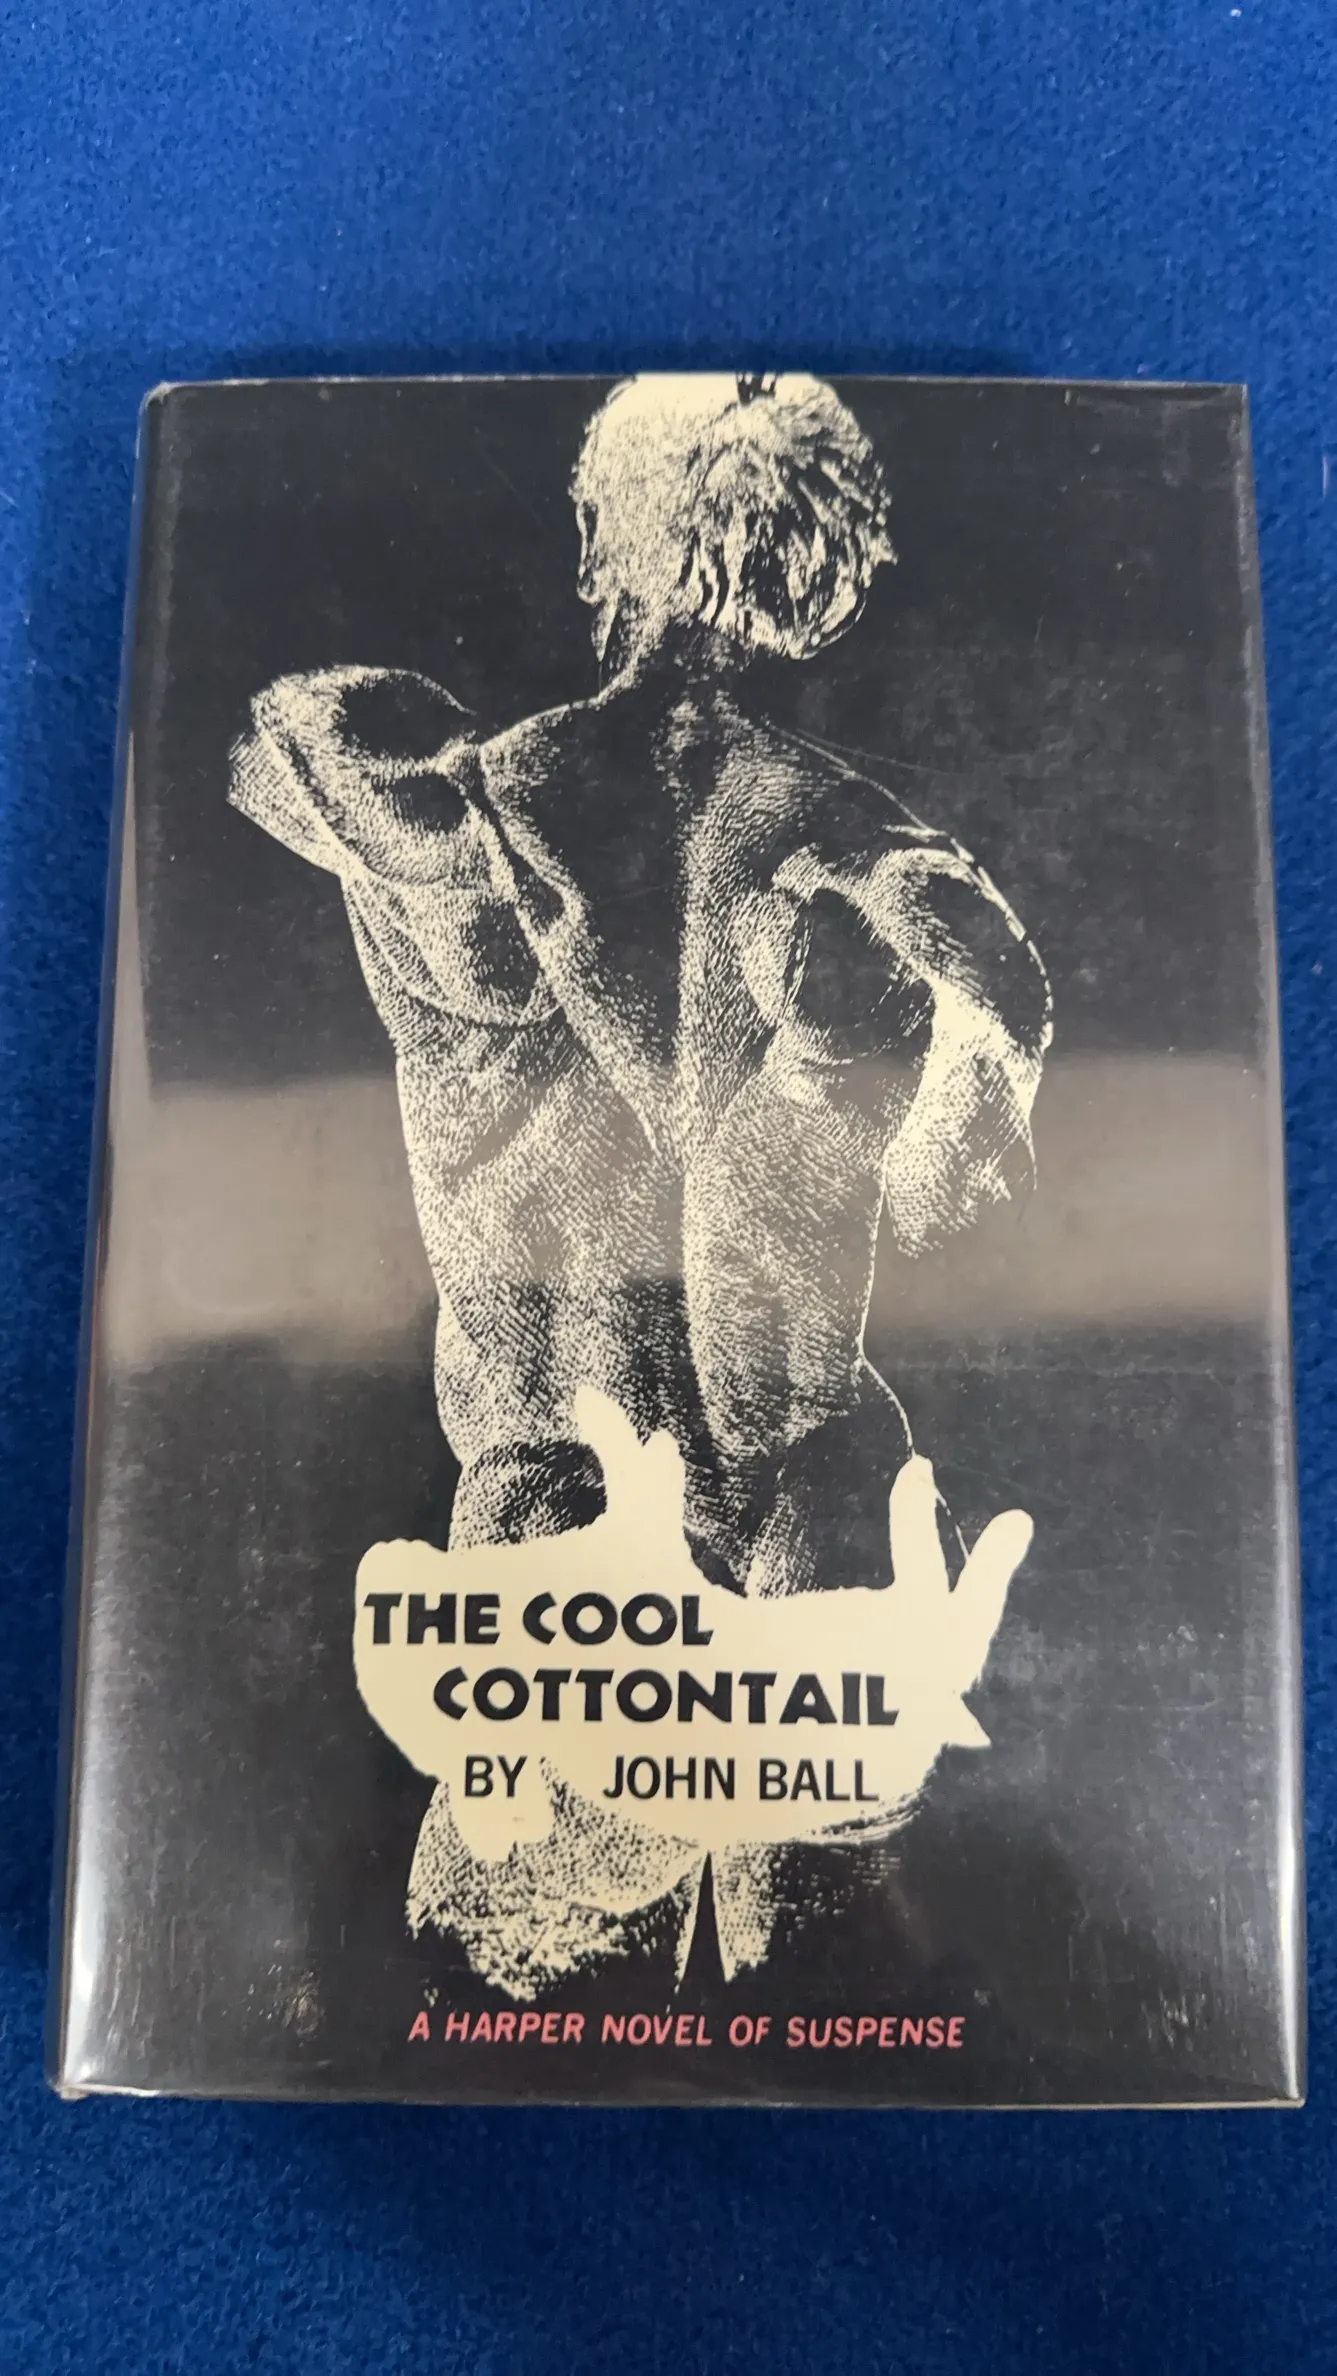 THE COOL
COTTONTAIL
BY JOHN BALL
A HARPER NOVEL OF SUSPENSE